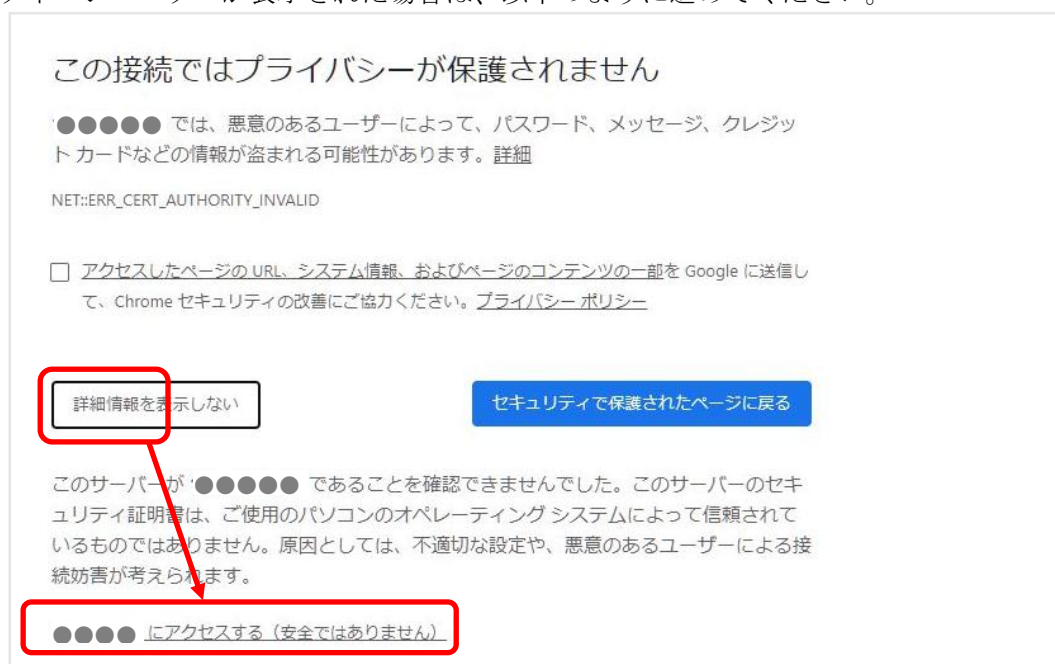 この接続ではプライバシーが保護されません
●●●●● では、悪意のあるユーザーによって、パスワード、メッセージ、クレジッ
ト カードなどの情報が盗まれる可能性があります。詳細
NET::ERR_CERT_AUTHORITY_INVALID
アクセスしたページの URL、システム情報、およびページのコンテンツの一部を Google に送信し
て、Chrome セキュリティの改善にご協力ください。プライバシー ポリシー
詳細情報を表示しない
セキュリティで保護されたページに戻る
このサーバーが ●●●●● であることを確認できませんでした。このサーバーのセキ
ュリティ証明書は、ご使用のパソコンのオペレーティング システムによって信頼されて
いるものではありません。原因としては、不適切な設定や、悪意のあるユーザーによる接
続妨害が考えられます。
●●●● にアクセスする（安全ではありません）